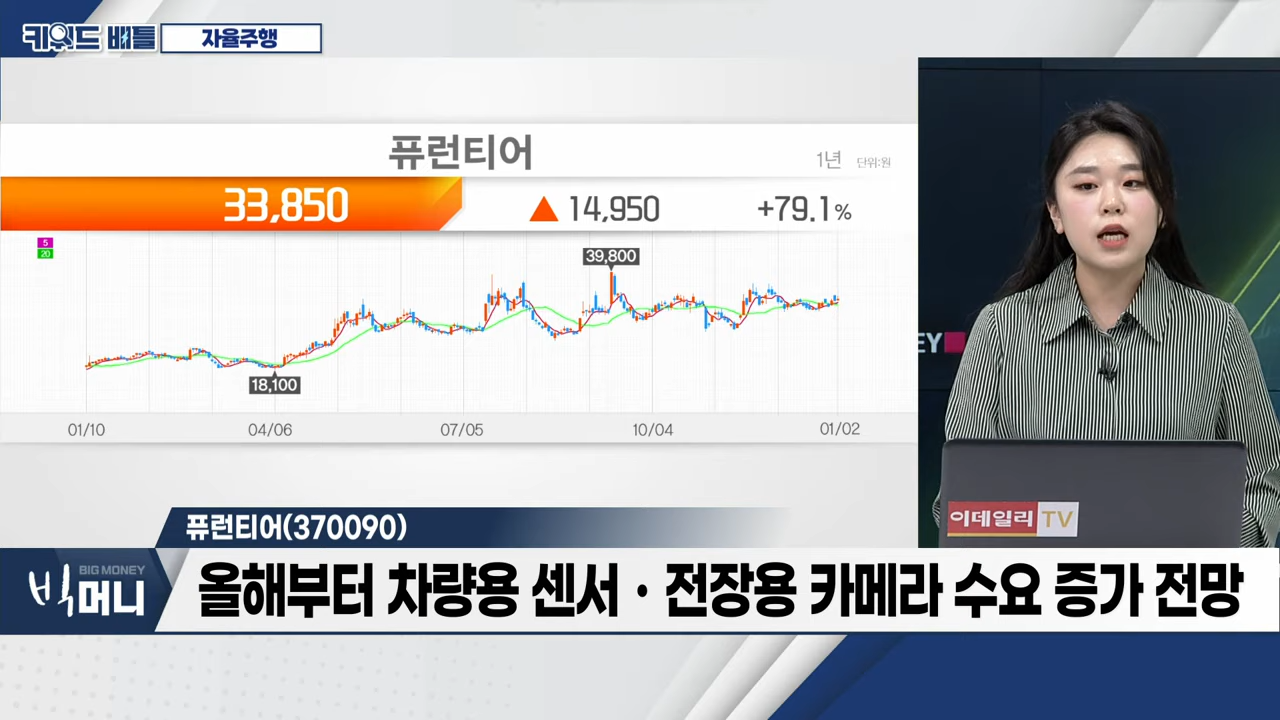 키워드 배틀
자율주행
퓨런티어
1년 단위:원
33,850 ▲ 14,950 +79.1%
5
20
39,800
18,100
01/10 04/06 07/05 10/04 01/02
EY
이데일리 TV
퓨런티어(370090)
BIG MONEY
빅머니
올해부터 차량용 센서 · 전장용 카메라 수요 증가 전망